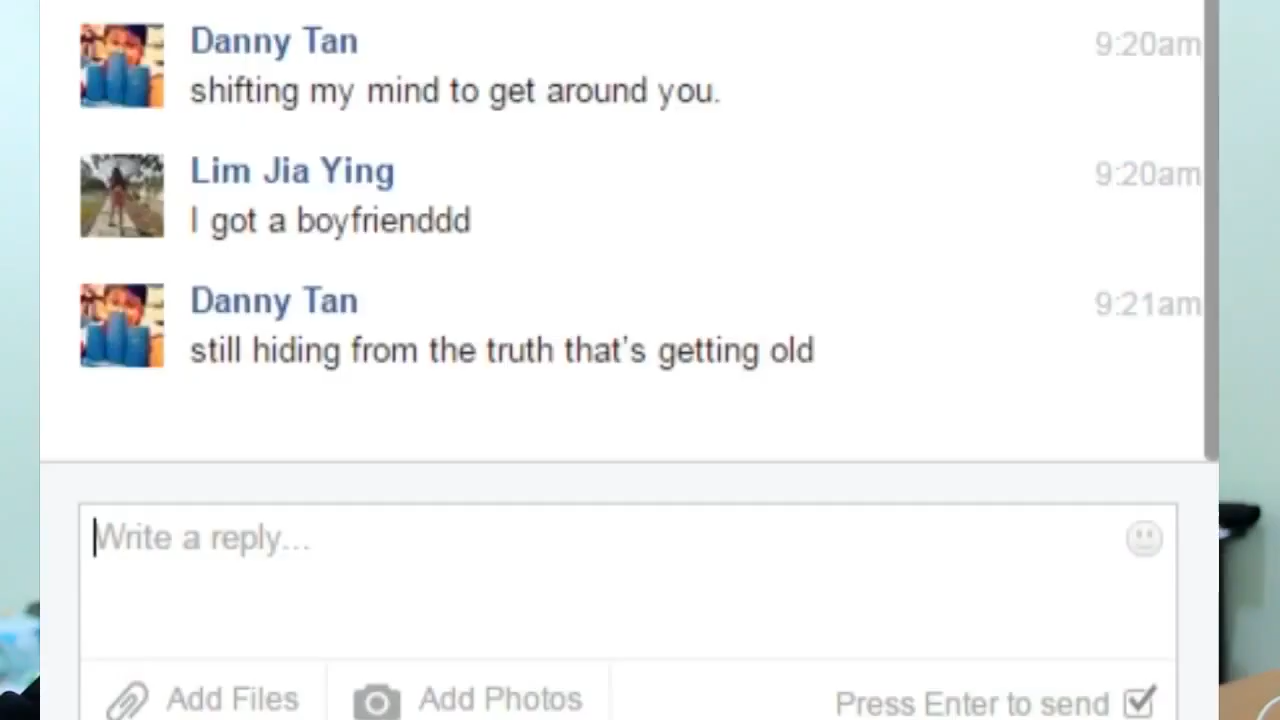 Danny Tan
9:20am
shifting my mind to get around you.
Lim Jia Ying
9:20am
I got a boyfrienddd
Danny Tan
9:21am
still hiding from the truth that's getting old
Write a reply...
Add Files
Add Photos
Press Enter to send